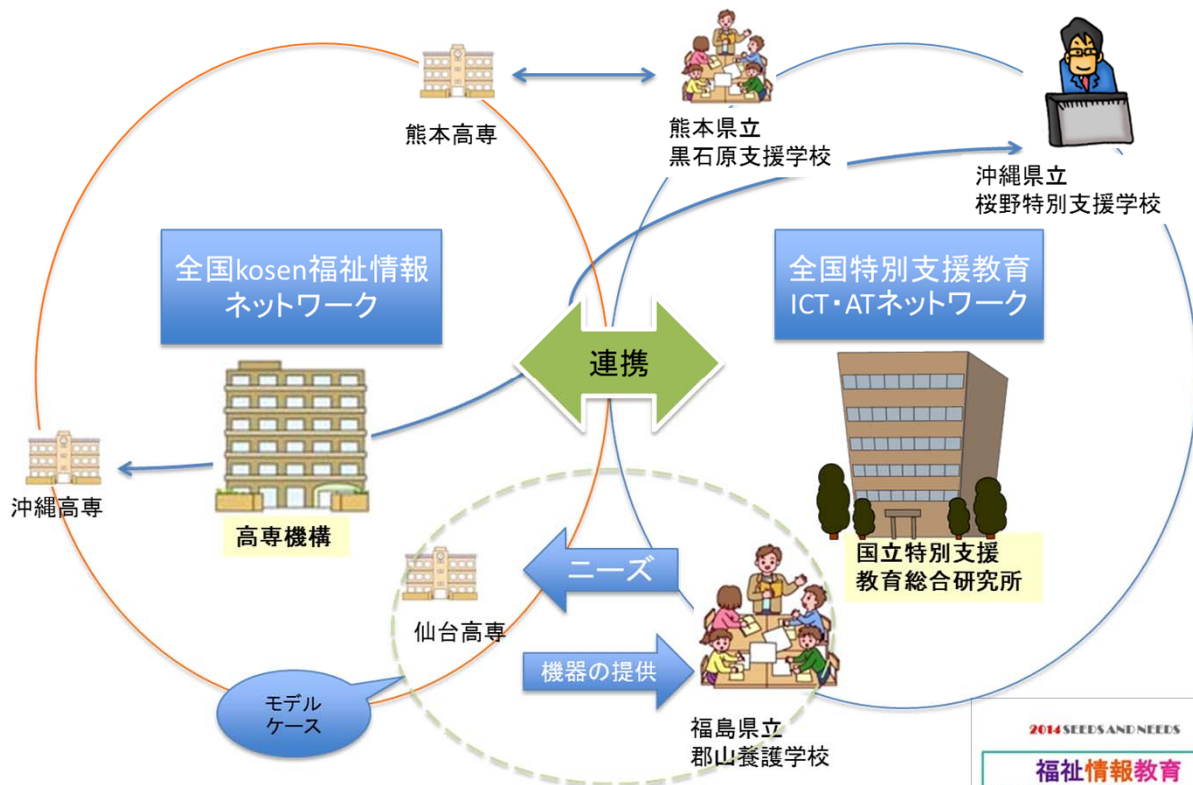 熊本高専
熊本県立
黒石原支援学校
沖縄県立
桜野特別支援学校
全国kosen福祉情報
ネットワーク
全国特別支援教育
ICT・ATネットワーク
連携
沖縄高専
高専機構
国立特別支援
教育総合研究所
ニーズ
仙台高専
機器の提供
モデル
ケース
福島県立
郡山養護学校
2014 SEEDS AND NEEDS
福祉情報教育